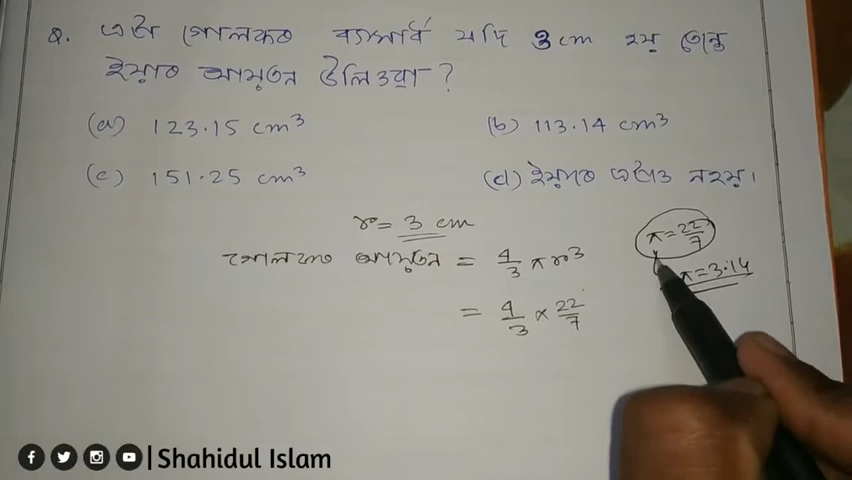 Q. এটা গোলকৰ ব্যাসাৰ্ধ যদি 3 cm হয় তেন্তে
ইয়াৰ আয়তন উলিওৱা?
(a) 123.15 cm³
(b) 113.14 cm³
(c) 151.25 cm³
(d) ইয়াৰে এটাও নহয়।
r = 3 cm
গোলকৰ আয়তন = 4/3 π r³
π = 22/7
π = 3.14
= 4/3 × 22/7
| Shahidul Islam